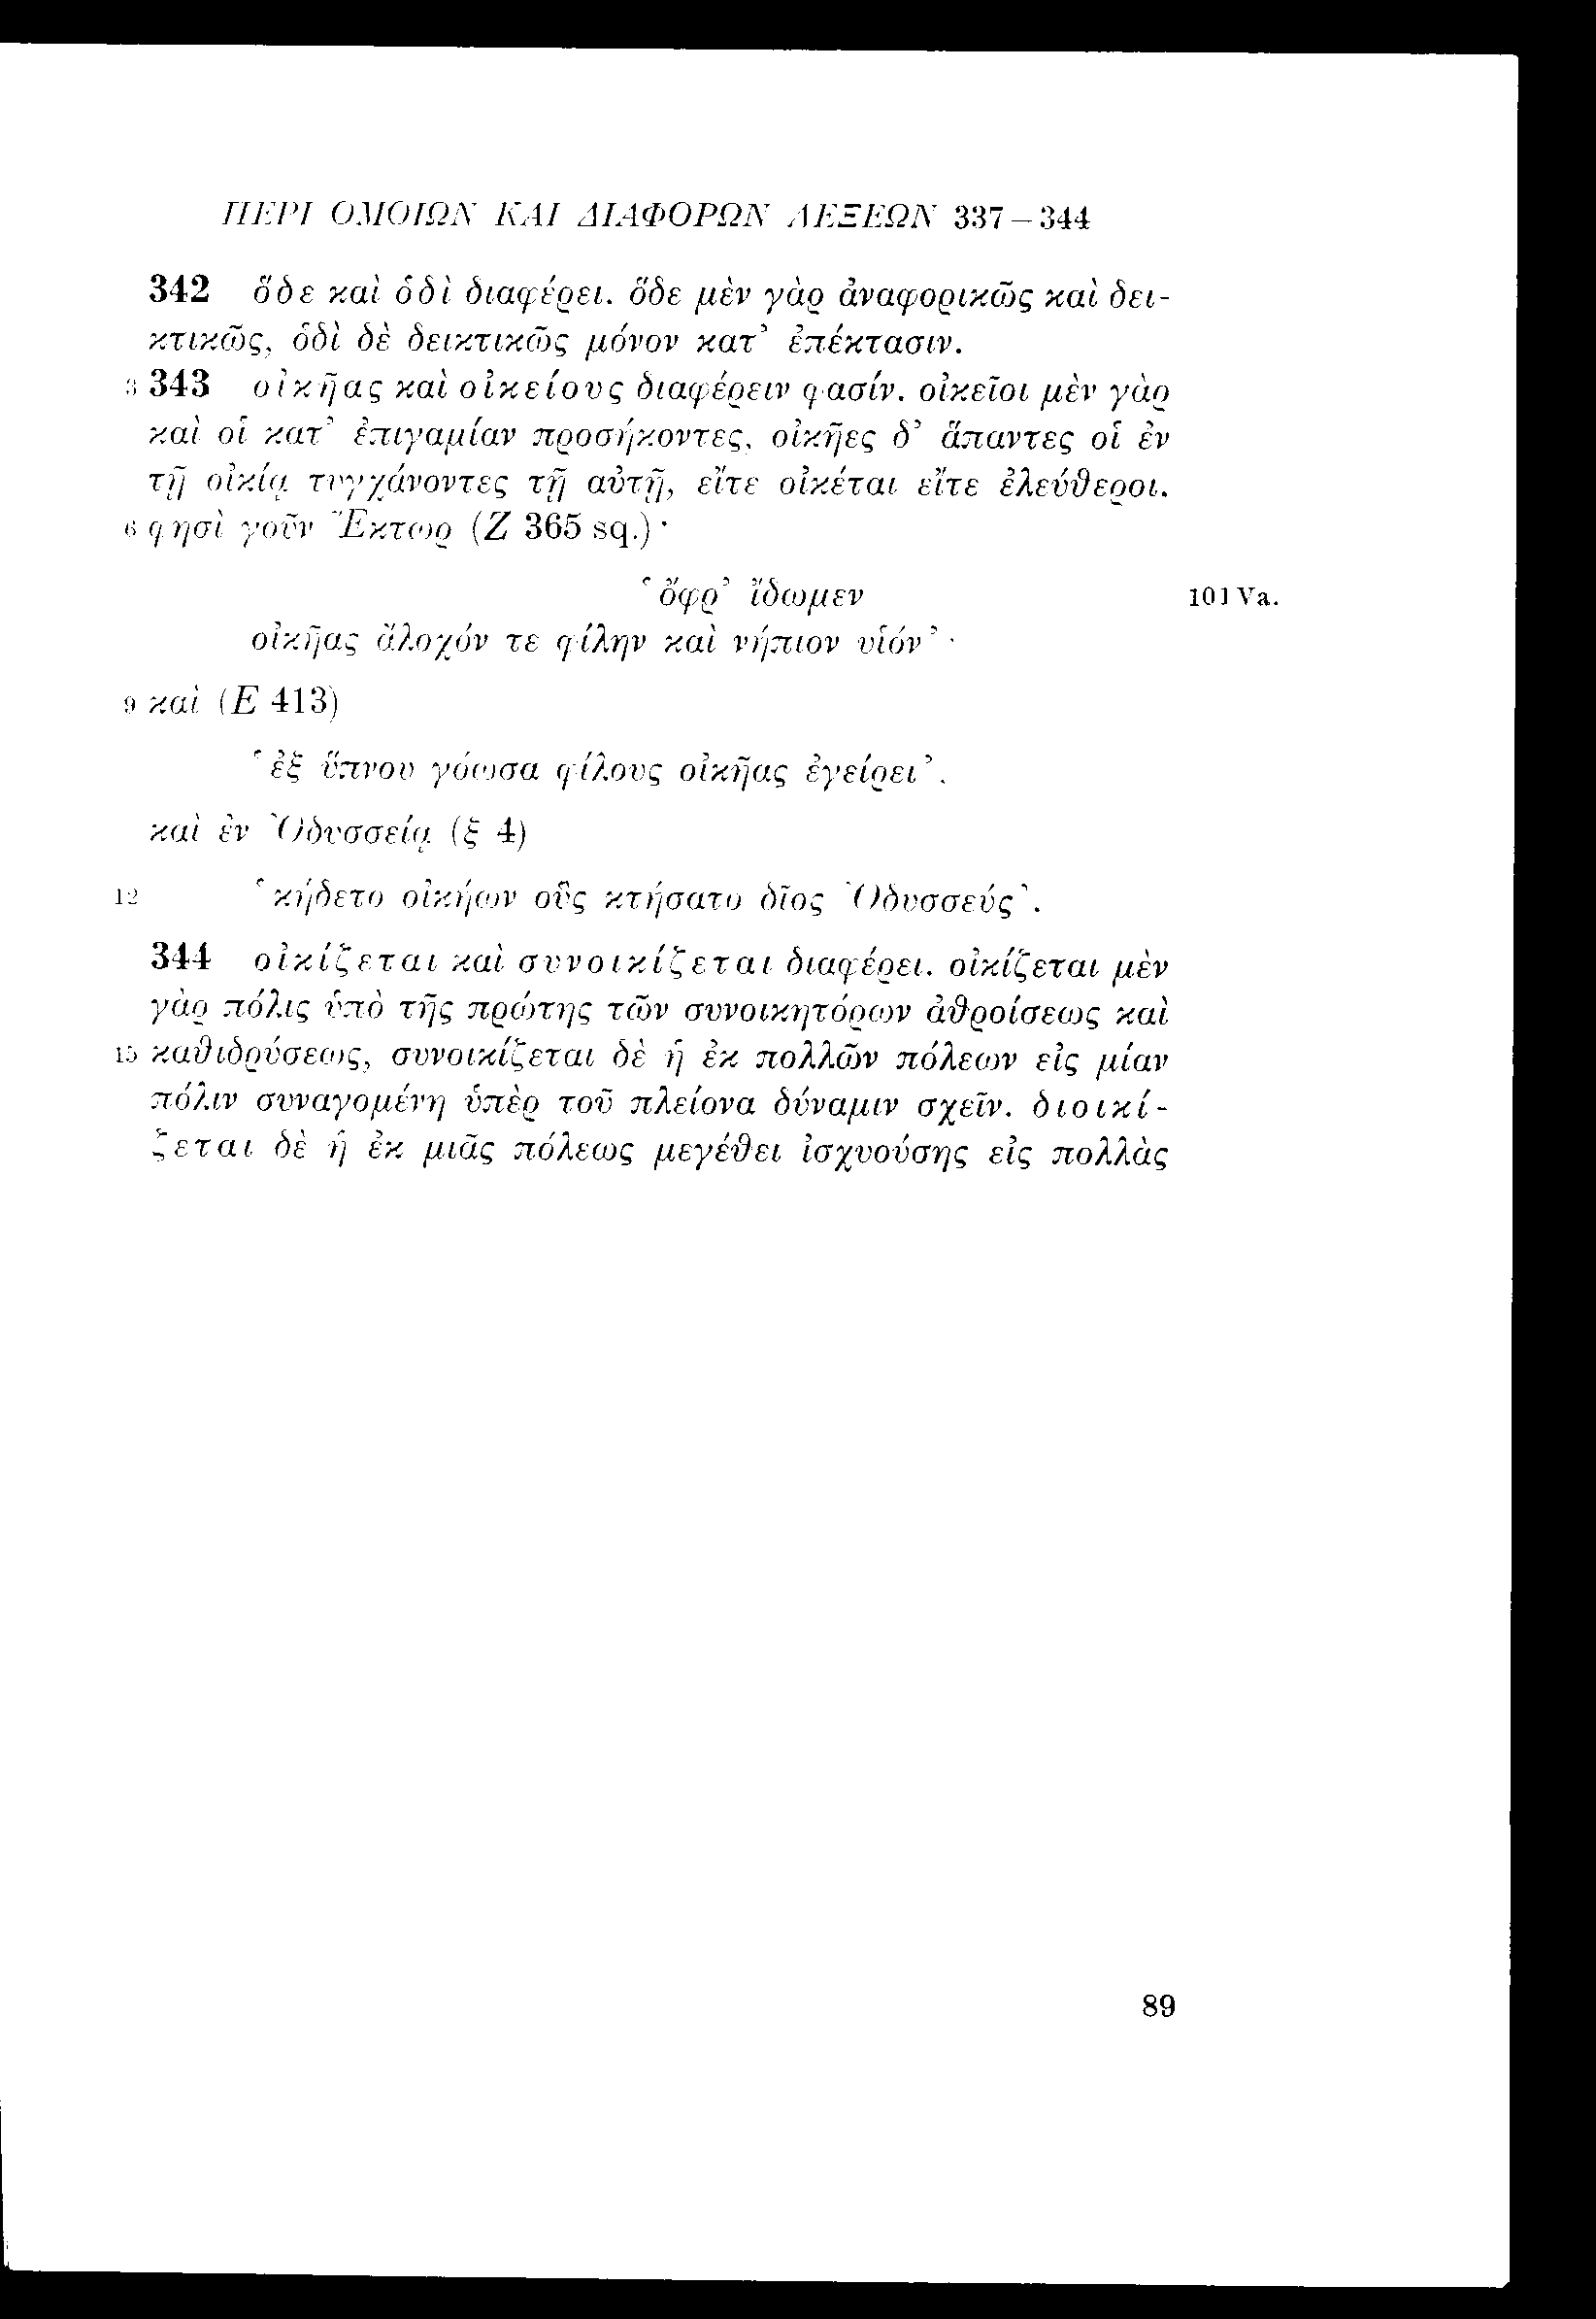 ΠΕΡΙ ΟΜΟΙΩΝ ΚΑΙ ΔΙΑΦΟΡΩΝ ΛΕΞΕΩΝ 337 – 344
342 ὅδε καὶ ὁδὶ διαφέρει. ὅδε μὲν γὰρ ἀναφορικῶς καὶ δει-
κτικῶς, ὁδὶ δὲ δεικτικῶς μόνον κατ’ ἐπέκτασιν.
3 343 οἰκῆας καὶ οἰκείους διαφέρειν φασίν. οἰκεῖοι μὲν γὰρ
καὶ οἱ κατ’ ἐπιγαμίαν προσήκοντες, οἰκῆες δ’ ἅπαντες οἱ ἐν
τῇ οἰκίᾳ τυγχάνοντες τῇ αὐτῇ, εἴτε οἰκέται εἴτε ἐλεύθεροι.
6 φησὶ γοῦν Ἕκτωρ (Ζ 365 sq.)·
‘ὄφρ’ ἴδωμεν 101 Va.
οἰκῆας ἄλοχόν τε φίλην καὶ νήπιον υἱόν’·
9 καὶ (Ε 413)
‘ἐξ ὕπνου γόωσα φίλους οἰκῆας ἐγείρει’.
καὶ ἐν Ὀδυσσείᾳ (ξ 4)
12 ‘κήδετο οἰκήων οὓς κτήσατο δῖος Ὀδυσσεύς’.
344 οἰκίζεται καὶ συνοικίζεται διαφέρει. οἰκίζεται μὲν
γὰρ πόλις ὑπὸ τῆς πρώτης τῶν συνοικητόρων ἀθροίσεως καὶ
15 καθιδρύσεως, συνοικίζεται δὲ ἡ ἐκ πολλῶν πόλεων εἰς μίαν
πόλιν συναγομένη ὑπὲρ τοῦ πλείονα δύναμιν σχεῖν. διοικί-
ζεται δὲ ἡ ἐκ μιᾶς πόλεως μεγέθει ἰσχυούσης εἰς πολλὰς
89